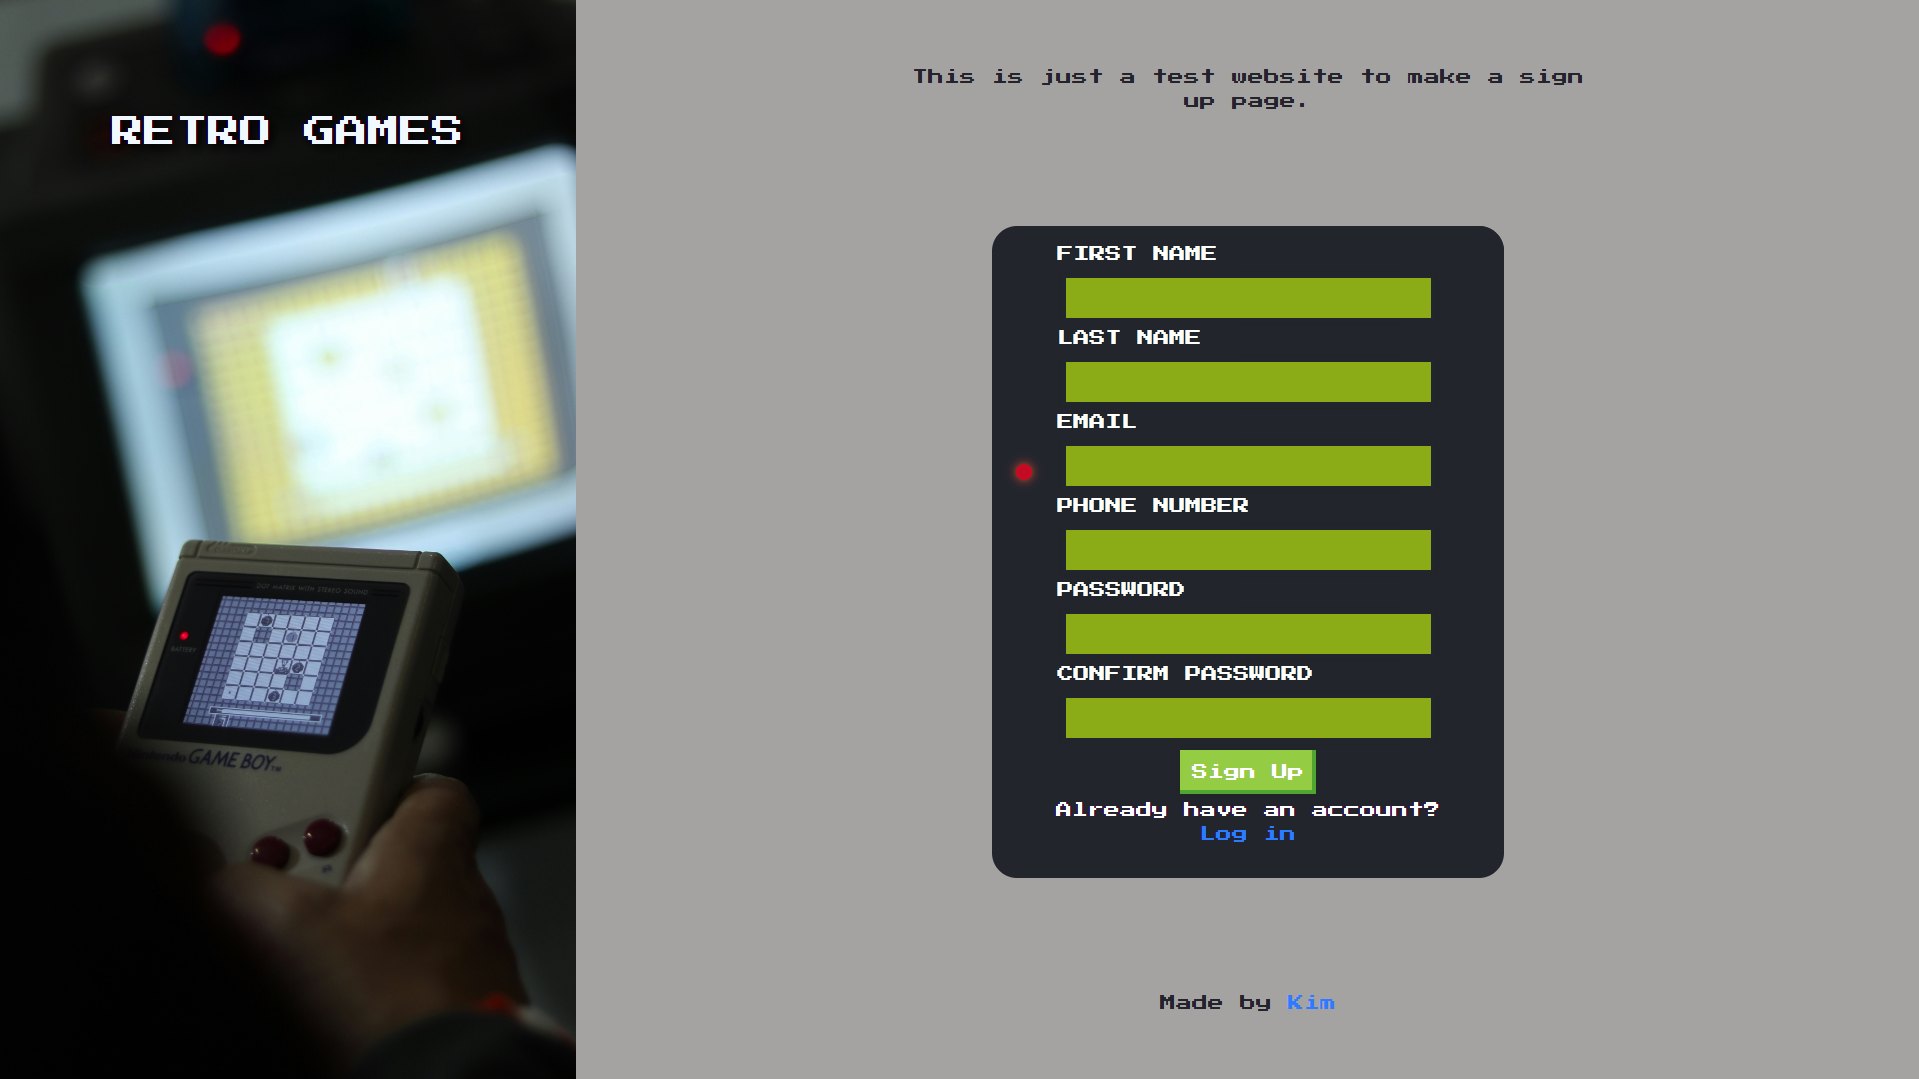 RETRO GAMES
DOT MATRIX WITH STEREO SOUND
BATTERY
Nintendo GAME BOY™
This is just a test website to make a sign
up page.
FIRST NAME
LAST NAME
EMAIL
PHONE NUMBER
PASSWORD
CONFIRM PASSWORD
Sign Up
Already have an account?
Log in
Made by Kim